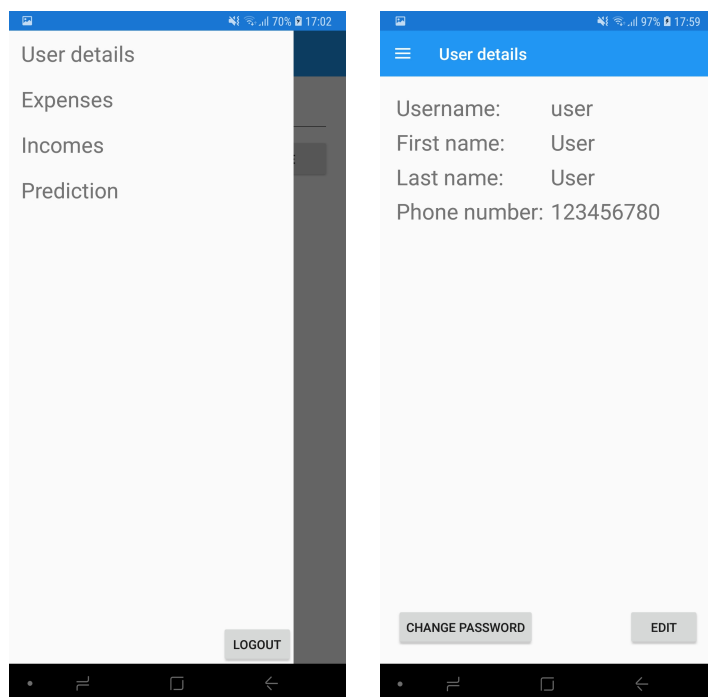 70% 17:02
User details
Expenses
Incomes
Prediction
LOGOUT
97% 17:59
User details
Username: user
First name: User
Last name: User
Phone number: 123456780
CHANGE PASSWORD
EDIT